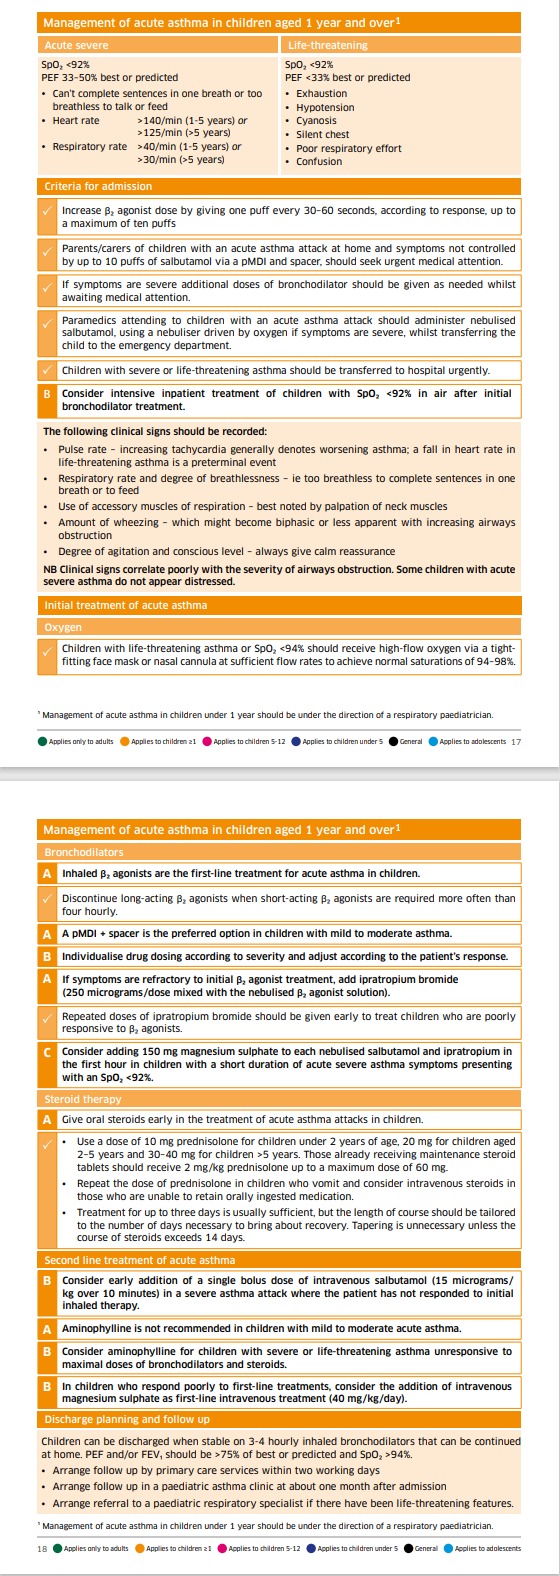 Management of acute asthma in children aged 1 year and over¹
Acute severe
Life-threatening
SpO₂ <92%
PEF 33–50% best or predicted
• Can't complete sentences in one breath or too
breathless to talk or feed
• Heart rate >140/min (1-5 years) or
>125/min (>5 years)
• Respiratory rate >40/min (1-5 years) or
>30/min (>5 years)
SpO₂ <92%
PEF <33% best or predicted
• Exhaustion
• Hypotension
• Cyanosis
• Silent chest
• Poor respiratory effort
• Confusion
Criteria for admission
✓ Increase β₂ agonist dose by giving one puff every 30–60 seconds, according to response, up to
a maximum of ten puffs
✓ Parents/carers of children with an acute asthma attack at home and symptoms not controlled
by up to 10 puffs of salbutamol via a pMDI and spacer, should seek urgent medical attention.
✓ If symptoms are severe additional doses of bronchodilator should be given as needed whilst
awaiting medical attention.
✓ Paramedics attending to children with an acute asthma attack should administer nebulised
salbutamol, using a nebuliser driven by oxygen if symptoms are severe, whilst transferring the
child to the emergency department.
✓ Children with severe or life-threatening asthma should be transferred to hospital urgently.
B Consider intensive inpatient treatment of children with SpO₂ <92% in air after initial
bronchodilator treatment.
The following clinical signs should be recorded:
• Pulse rate – increasing tachycardia generally denotes worsening asthma; a fall in heart rate in
life-threatening asthma is a preterminal event
• Respiratory rate and degree of breathlessness – ie too breathless to complete sentences in one
breath or to feed
• Use of accessory muscles of respiration – best noted by palpation of neck muscles
• Amount of wheezing – which might become biphasic or less apparent with increasing airways
obstruction
• Degree of agitation and conscious level – always give calm reassurance
NB Clinical signs correlate poorly with the severity of airways obstruction. Some children with acute
severe asthma do not appear distressed.
Initial treatment of acute asthma
Oxygen
✓ Children with life-threatening asthma or SpO₂ <94% should receive high-flow oxygen via a tight-
fitting face mask or nasal cannula at sufficient flow rates to achieve normal saturations of 94–98%.
¹ Management of acute asthma in children under 1 year should be under the direction of a respiratory paediatrician.
Applies only to adults Applies to children ≥1 Applies to children 5-12 Applies to children under 5 General Applies to adolescents 17
Management of acute asthma in children aged 1 year and over¹
Bronchodilators
A Inhaled β₂ agonists are the first-line treatment for acute asthma in children.
✓ Discontinue long-acting β₂ agonists when short-acting β₂ agonists are required more often than
four hourly.
A A pMDI + spacer is the preferred option in children with mild to moderate asthma.
B Individualise drug dosing according to severity and adjust according to the patient's response.
A If symptoms are refractory to initial β₂ agonist treatment, add ipratropium bromide
(250 micrograms/dose mixed with the nebulised β₂ agonist solution).
✓ Repeated doses of ipratropium bromide should be given early to treat children who are poorly
responsive to β₂ agonists.
C Consider adding 150 mg magnesium sulphate to each nebulised salbutamol and ipratropium in
the first hour in children with a short duration of acute severe asthma symptoms presenting
with an SpO₂ <92%.
Steroid therapy
A Give oral steroids early in the treatment of acute asthma attacks in children.
✓ • Use a dose of 10 mg prednisolone for children under 2 years of age, 20 mg for children aged
2–5 years and 30–40 mg for children >5 years. Those already receiving maintenance steroid
tablets should receive 2 mg/kg prednisolone up to a maximum dose of 60 mg.
• Repeat the dose of prednisolone in children who vomit and consider intravenous steroids in
those who are unable to retain orally ingested medication.
• Treatment for up to three days is usually sufficient, but the length of course should be tailored
to the number of days necessary to bring about recovery. Tapering is unnecessary unless the
course of steroids exceeds 14 days.
Second line treatment of acute asthma
B Consider early addition of a single bolus dose of intravenous salbutamol (15 micrograms/
kg over 10 minutes) in a severe asthma attack where the patient has not responded to initial
inhaled therapy.
A Aminophylline is not recommended in children with mild to moderate acute asthma.
B Consider aminophylline for children with severe or life-threatening asthma unresponsive to
maximal doses of bronchodilators and steroids.
B In children who respond poorly to first-line treatments, consider the addition of intravenous
magnesium sulphate as first-line intravenous treatment (40 mg/kg/day).
Discharge planning and follow up
Children can be discharged when stable on 3-4 hourly inhaled bronchodilators that can be continued
at home. PEF and/or FEV₁ should be >75% of best or predicted and SpO₂ >94%.
• Arrange follow up by primary care services within two working days
• Arrange follow up in a paediatric asthma clinic at about one month after admission
• Arrange referral to a paediatric respiratory specialist if there have been life-threatening features.
¹ Management of acute asthma in children under 1 year should be under the direction of a respiratory paediatrician.
18 Applies only to adults Applies to children ≥1 Applies to children 5-12 Applies to children under 5 General Applies to adolescents